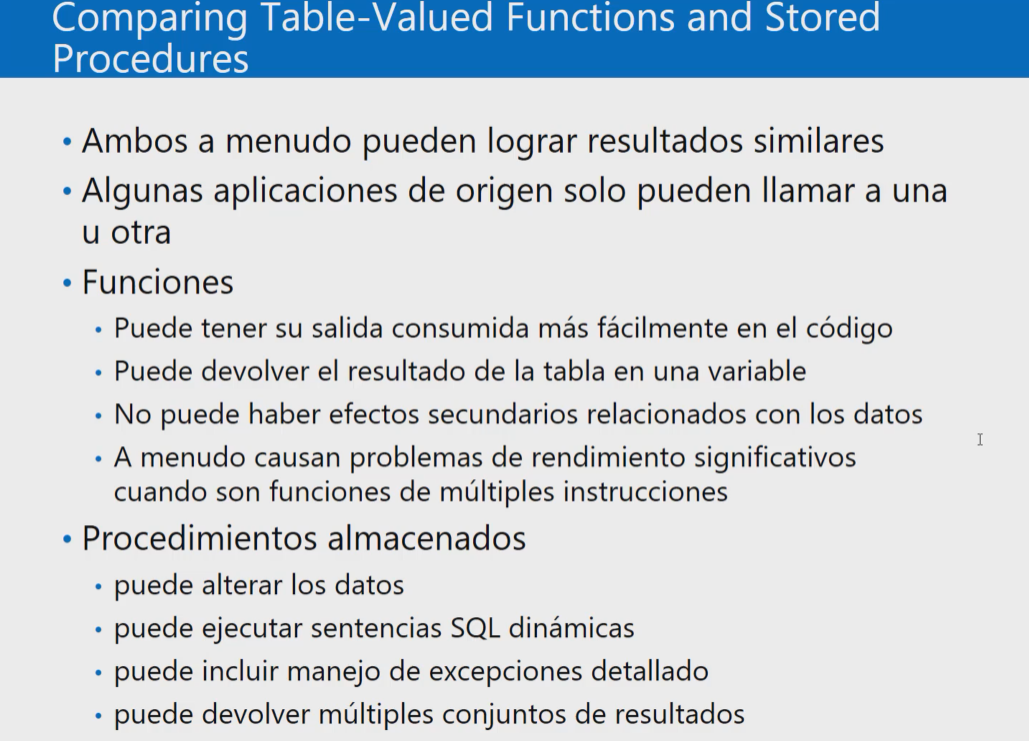 Comparing Table-Valued Functions and Stored
Procedures
• Ambos a menudo pueden lograr resultados similares
• Algunas aplicaciones de origen solo pueden llamar a una
u otra
• Funciones
• Puede tener su salida consumida más fácilmente en el código
• Puede devolver el resultado de la tabla en una variable
• No puede haber efectos secundarios relacionados con los datos
• A menudo causan problemas de rendimiento significativos
cuando son funciones de múltiples instrucciones
• Procedimientos almacenados
• puede alterar los datos
• puede ejecutar sentencias SQL dinámicas
• puede incluir manejo de excepciones detallado
• puede devolver múltiples conjuntos de resultados